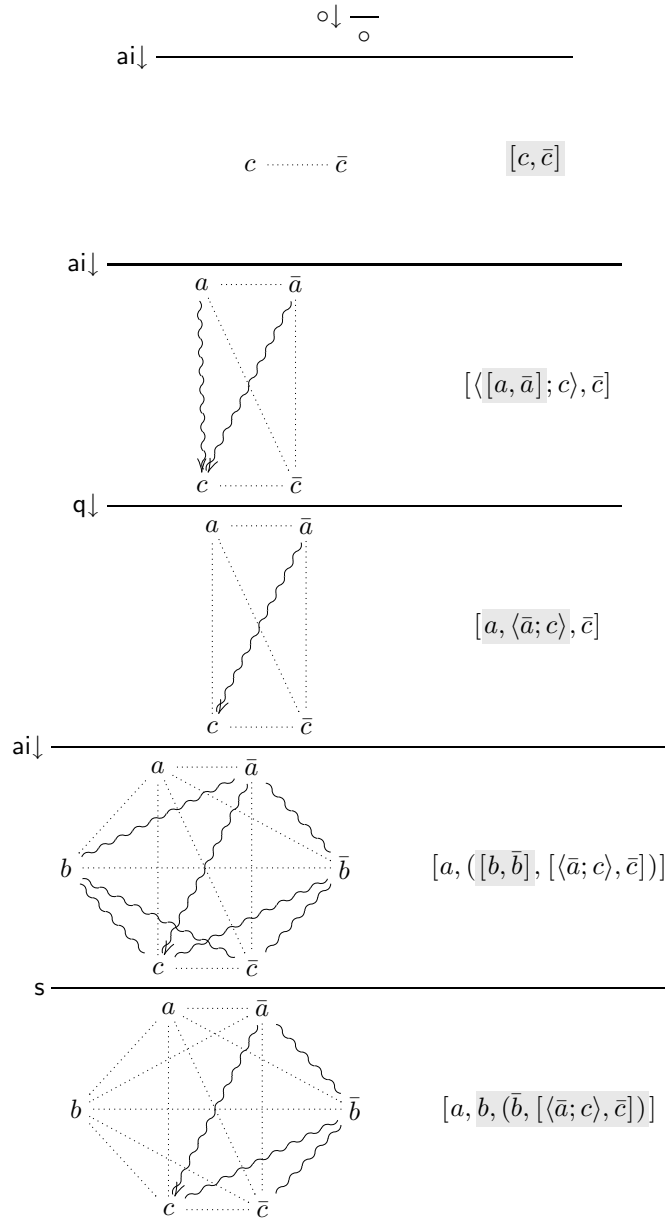 ∘↓
∘
ai↓
c c̄ [c, c̄]
ai↓
a ā
[⟨[a, ā]; c⟩, c̄]
c c̄
q↓
a ā
[a, ⟨ā; c⟩, c̄]
c c̄
ai↓
a ā
b b̄ [a, ([b, b̄], [⟨ā; c⟩, c̄])]
c c̄
s
a ā
b b̄ [a, b, (b̄, [⟨ā; c⟩, c̄])]
c c̄